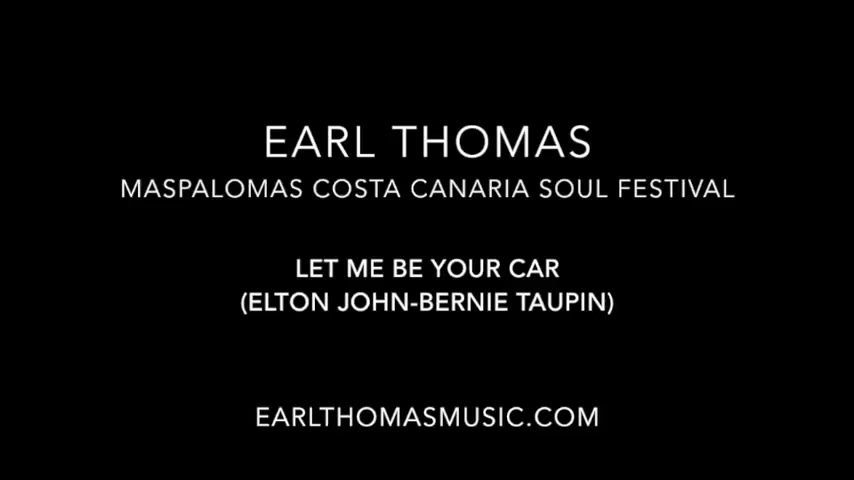 EARL THOMAS
MASPALOMAS COSTA CANARIA SOUL FESTIVAL
LET ME BE YOUR CAR
(ELTON JOHN-BERNIE TAUPIN)
EARLTHOMASMUSIC.COM